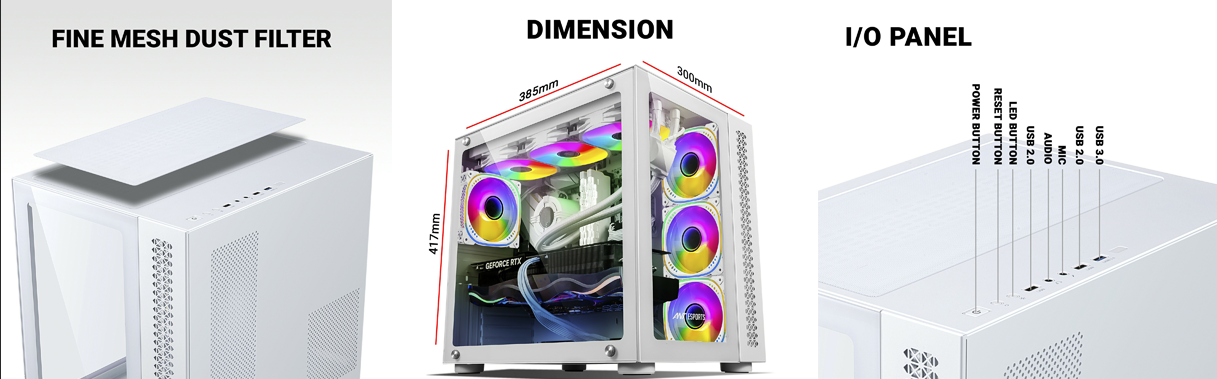 FINE MESH DUST FILTER
DIMENSION
385mm
300mm
417mm
GEFORCE RTX
ESPORTS
I/O PANEL
POWER BUTTON
RESET BUTTON
LED BUTTON
USB 2.0
AUDIO
MIC
USB 2.0
USB 3.0